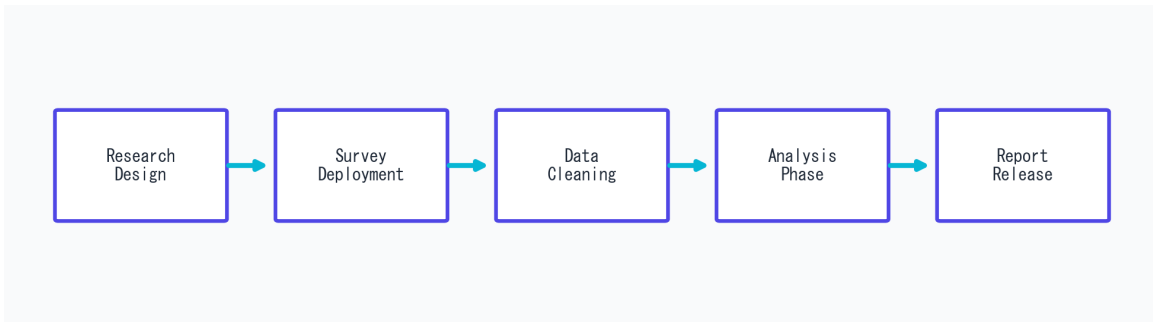 Research
Design
Survey
Deployment
Data
Cleaning
Analysis
Phase
Report
Release